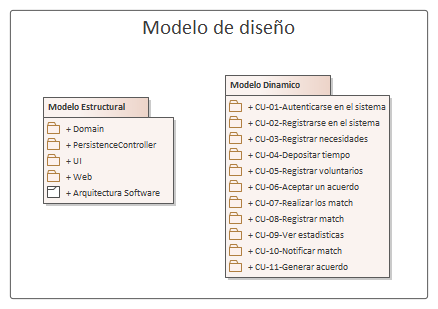 Modelo de diseño
Modelo Estructural
+ Domain
+ PersistenceController
+ UI
+ Web
+ Arquitectura Software
Modelo Dinamico
+ CU-01-Autenticarse en el sistema
+ CU-02-Registrarse en el sistema
+ CU-03-Registrar necesidades
+ CU-04-Depositar tiempo
+ CU-05-Registrar voluntarios
+ CU-06-Aceptar un acuerdo
+ CU-07-Realizar los match
+ CU-08-Registrar match
+ CU-09-Ver estadisticas
+ CU-10-Notificar match
+ CU-11-Generar acuerdo